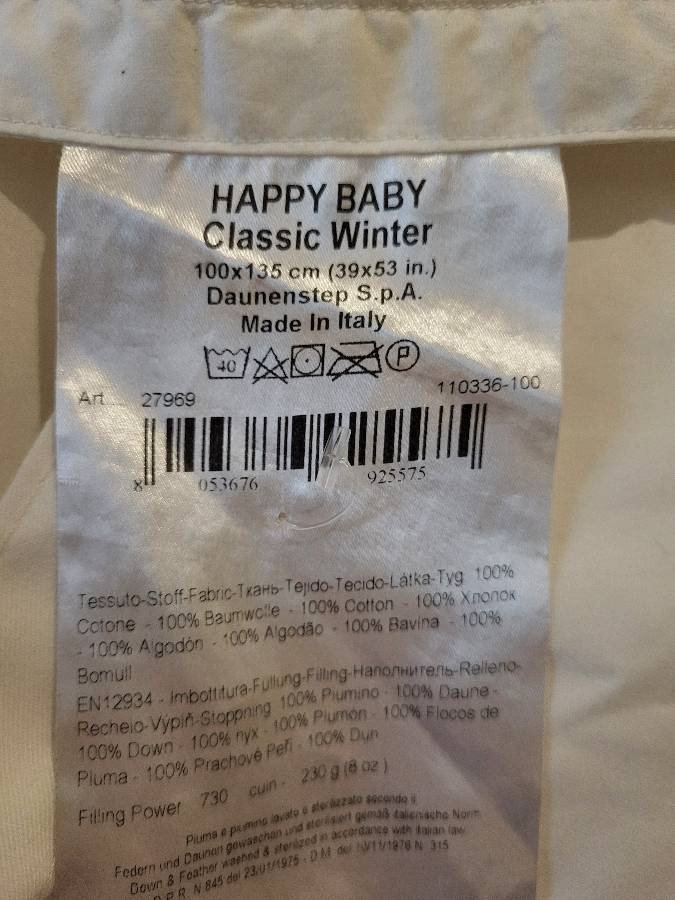 HAPPY BABY
Classic Winter
100x135 cm (39x53 in.)
Daunenstep S.p.A.
Made In Italy
40 P
Art. 27969 110336-100
8 053676 925575
Tessuto-Stoff-Fabric-Ткань-Tejido-Tecido-Látka-Tyg 100%
Cotone - 100% Baumwolle - 100% Cotton - 100% Хлопок
- 100% Algodón - 100% Algodão - 100% Bavlna - 100%
Bomull
EN12934 - Imbottitura-Füllung-Filling-Наполнитель-Relleno-
Recheio-Výplň-Stoppning 100% Piumino - 100% Daune -
100% Down - 100% пух - 100% Plumón - 100% Flocos de
Pluma - 100% Prachové Peří - 100% Dun
Filling Power 730 cuin - 230 g (8 oz )
Piuma e piumino lavato e sterilizzato secondo il
Federn und Daunen gewaschen und sterilisiert gemäß italienische Norm
Down & Feather washed & sterilized in accordance with italian law
D.P.R. N 845 del 23/01/1975 - D.M. del 10/11/1976 N. 315